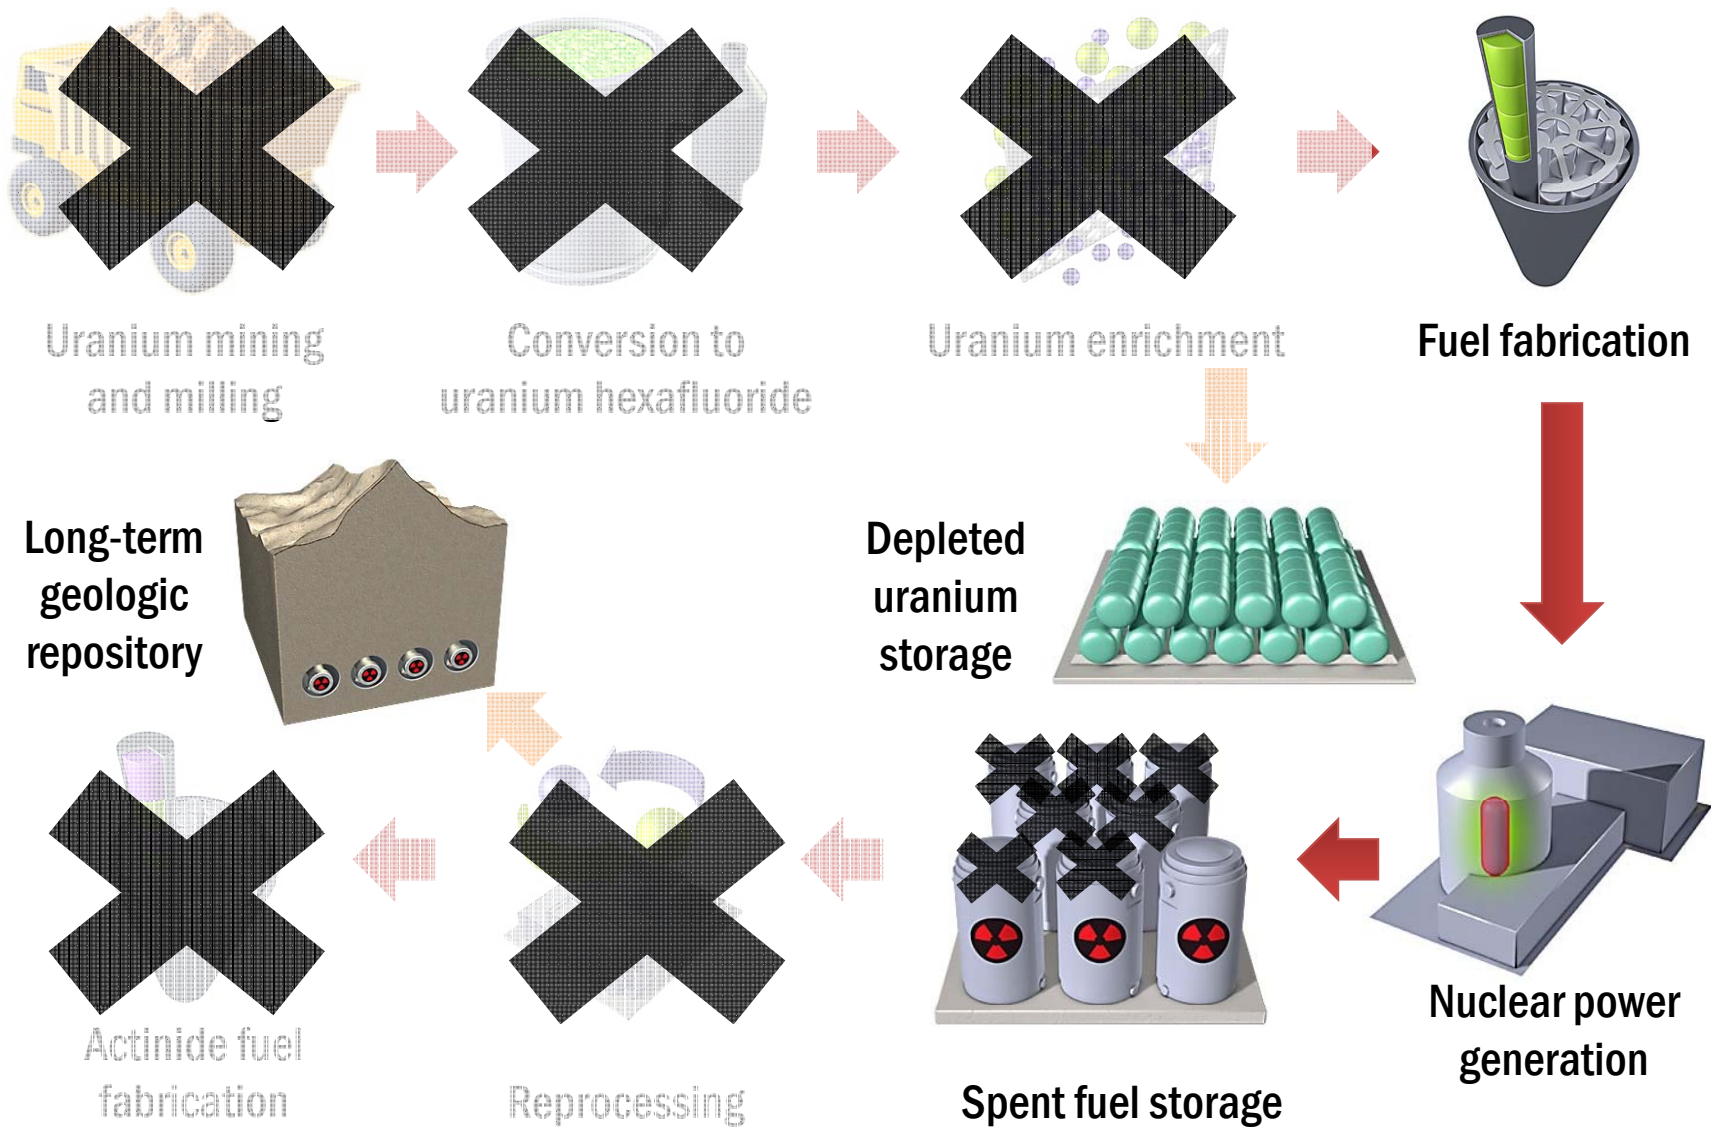 Uranium mining
and milling
Conversion to
uranium hexafluoride
Uranium enrichment
Fuel fabrication
Long-term
geologic
repository
Depleted
uranium
storage
Actinide fuel
fabrication
Reprocessing
Spent fuel storage
Nuclear power
generation